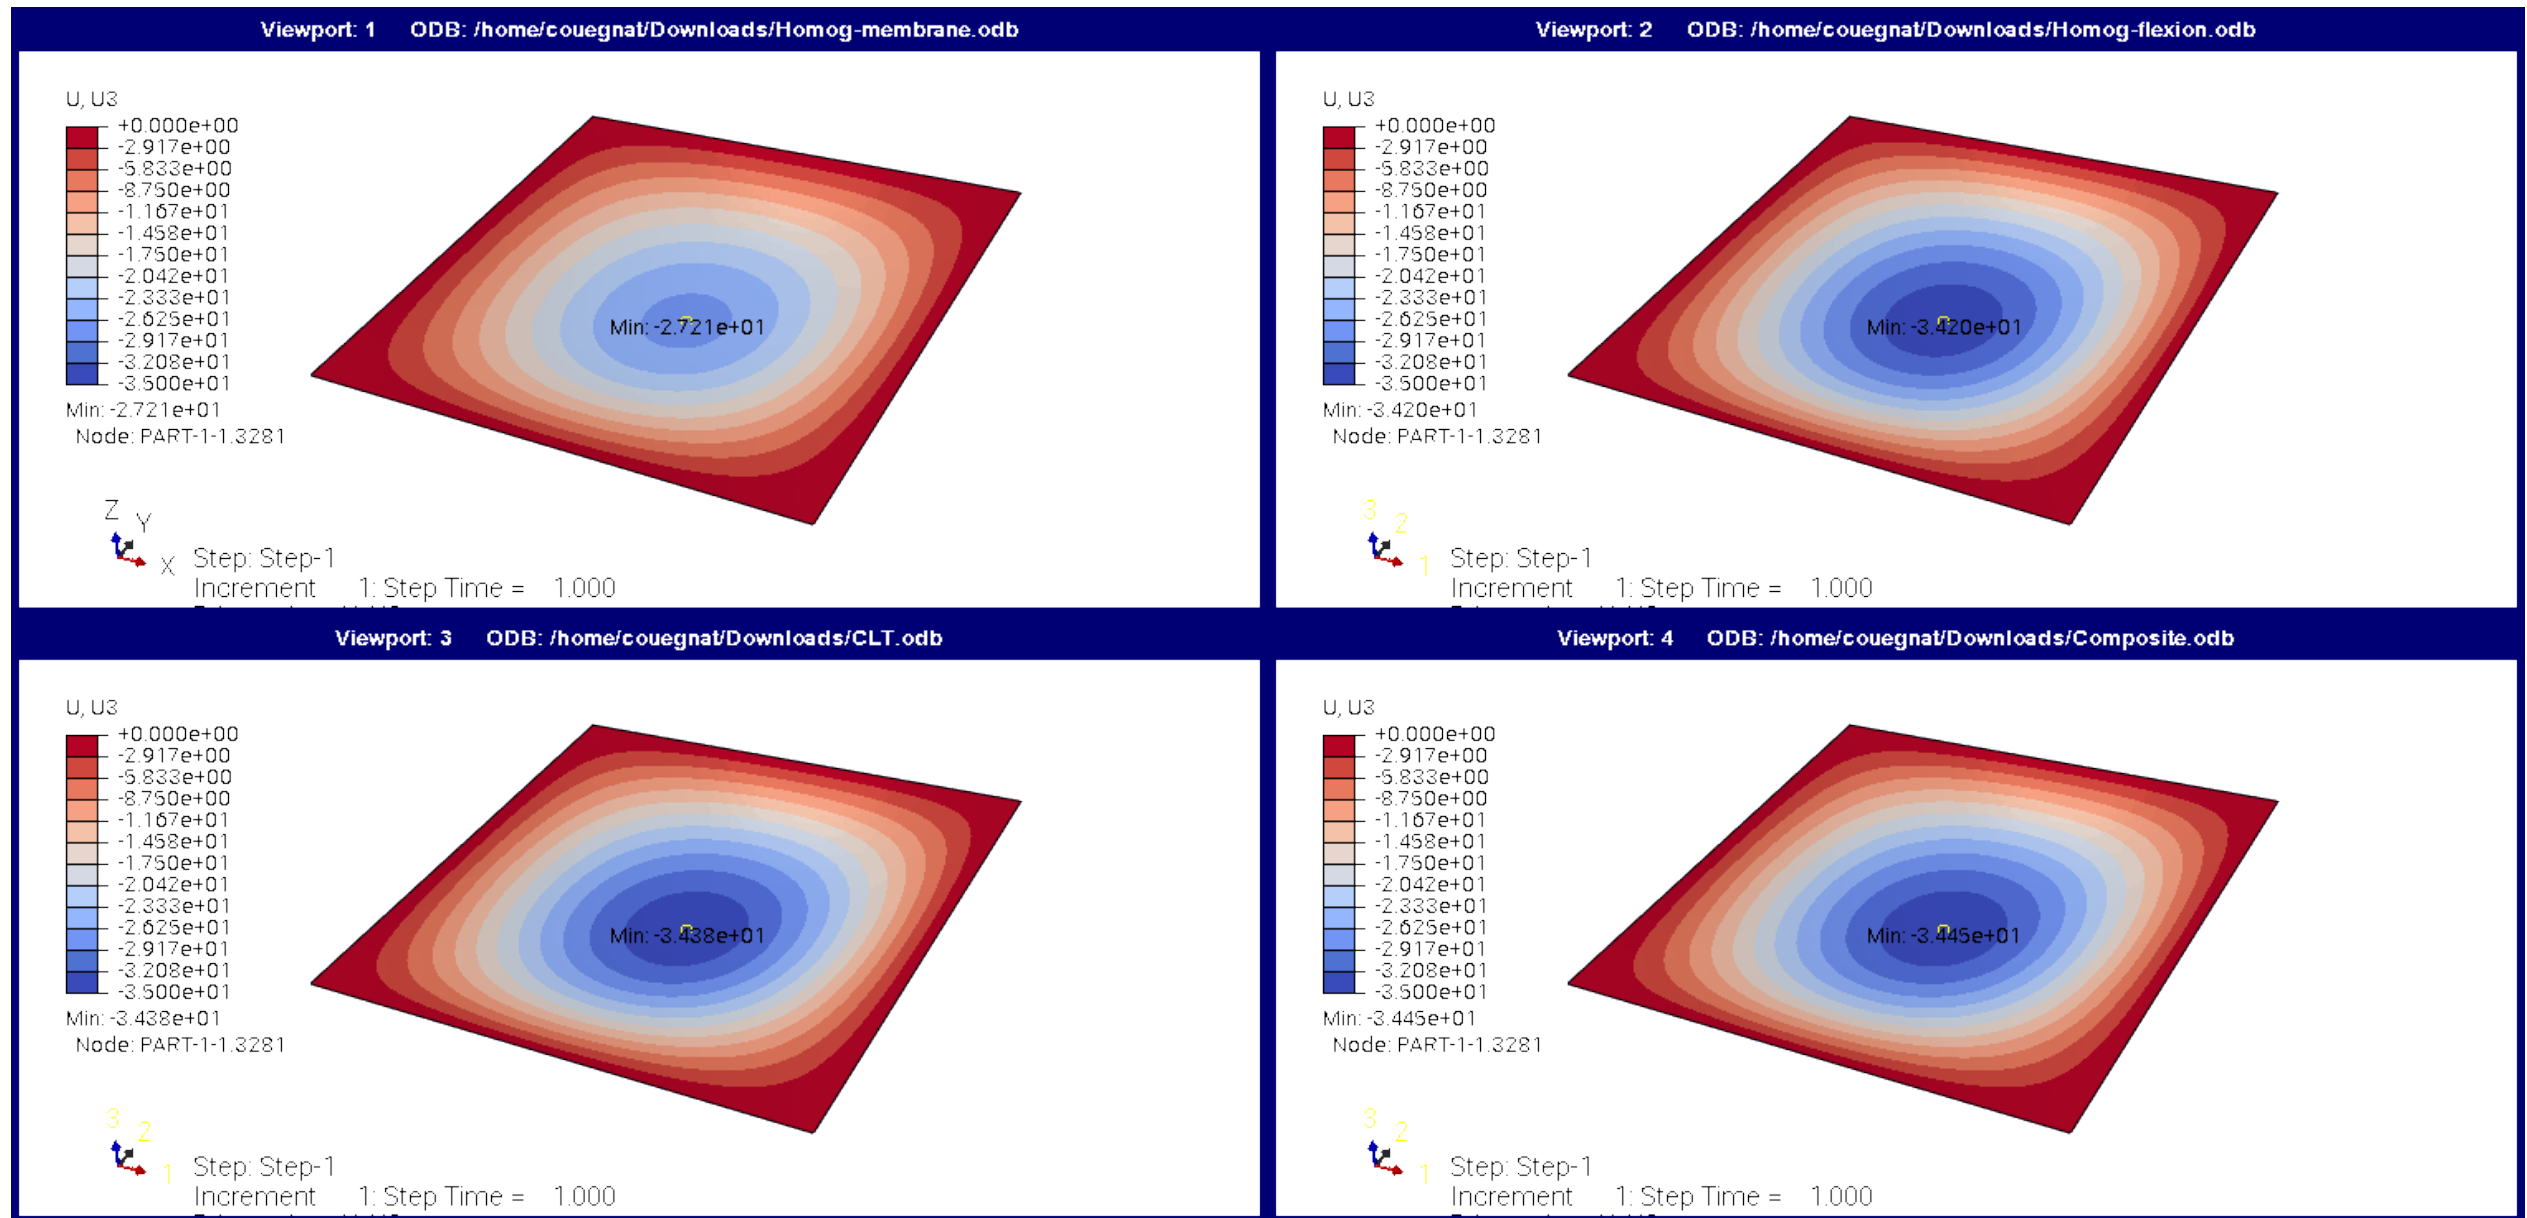 Viewport: 1 ODB: /home/couegnat/Downloads/Homog-membrane.odb
U, U3
+0.000e+00
-2.917e+00
-5.833e+00
-8.750e+00
-1.167e+01
-1.458e+01
-1.750e+01
-2.042e+01
-2.333e+01
-2.625e+01
-2.917e+01
-3.208e+01
-3.500e+01
Min: -2.721e+01
Node: PART-1-1.3281
Min: -2.721e+01
Z
Y
X
Step: Step-1
Increment 1: Step Time = 1.000
Viewport: 2 ODB: /home/couegnat/Downloads/Homog-flexion.odb
U, U3
+0.000e+00
-2.917e+00
-5.833e+00
-8.750e+00
-1.167e+01
-1.458e+01
-1.750e+01
-2.042e+01
-2.333e+01
-2.625e+01
-2.917e+01
-3.208e+01
-3.500e+01
Min: -3.420e+01
Node: PART-1-1.3281
Min: -3.420e+01
3
2
1
Step: Step-1
Increment 1: Step Time = 1.000
Viewport: 3 ODB: /home/couegnat/Downloads/CLT.odb
U, U3
+0.000e+00
-2.917e+00
-5.833e+00
-8.750e+00
-1.167e+01
-1.458e+01
-1.750e+01
-2.042e+01
-2.333e+01
-2.625e+01
-2.917e+01
-3.208e+01
-3.500e+01
Min: -3.438e+01
Node: PART-1-1.3281
Min: -3.438e+01
3
2
1
Step: Step-1
Increment 1: Step Time = 1.000
Viewport: 4 ODB: /home/couegnat/Downloads/Composite.odb
U, U3
+0.000e+00
-2.917e+00
-5.833e+00
-8.750e+00
-1.167e+01
-1.458e+01
-1.750e+01
-2.042e+01
-2.333e+01
-2.625e+01
-2.917e+01
-3.208e+01
-3.500e+01
Min: -3.445e+01
Node: PART-1-1.3281
Min: -3.445e+01
3
2
1
Step: Step-1
Increment 1: Step Time = 1.000